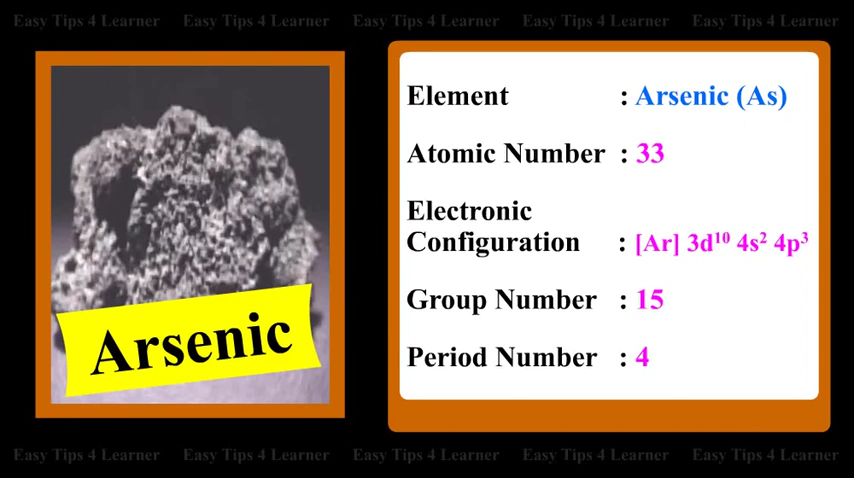 Easy Tips 4 Learner Easy Tips 4 Learner Easy Tips 4 Learner Easy Tips 4 Learner Easy Tips 4 Learner
Arsenic
Element : Arsenic (As)
Atomic Number : 33
Electronic
Configuration : [Ar] 3d¹⁰ 4s² 4p³
Group Number : 15
Period Number : 4
Easy Tips 4 Learner Easy Tips 4 Learner Easy Tips 4 Learner Easy Tips 4 Learner Easy Tips 4 Learner